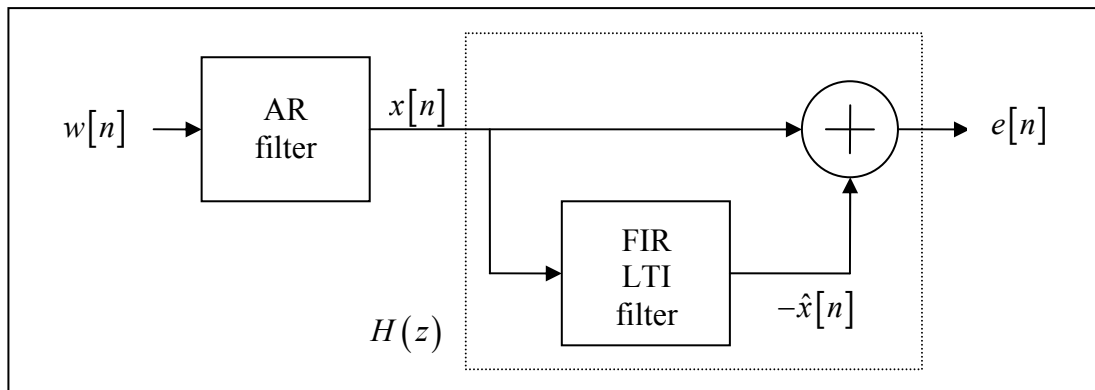 w[n]
AR
filter
x[n]
+
e[n]
FIR
LTI
filter
−x̂[n]
H(z)